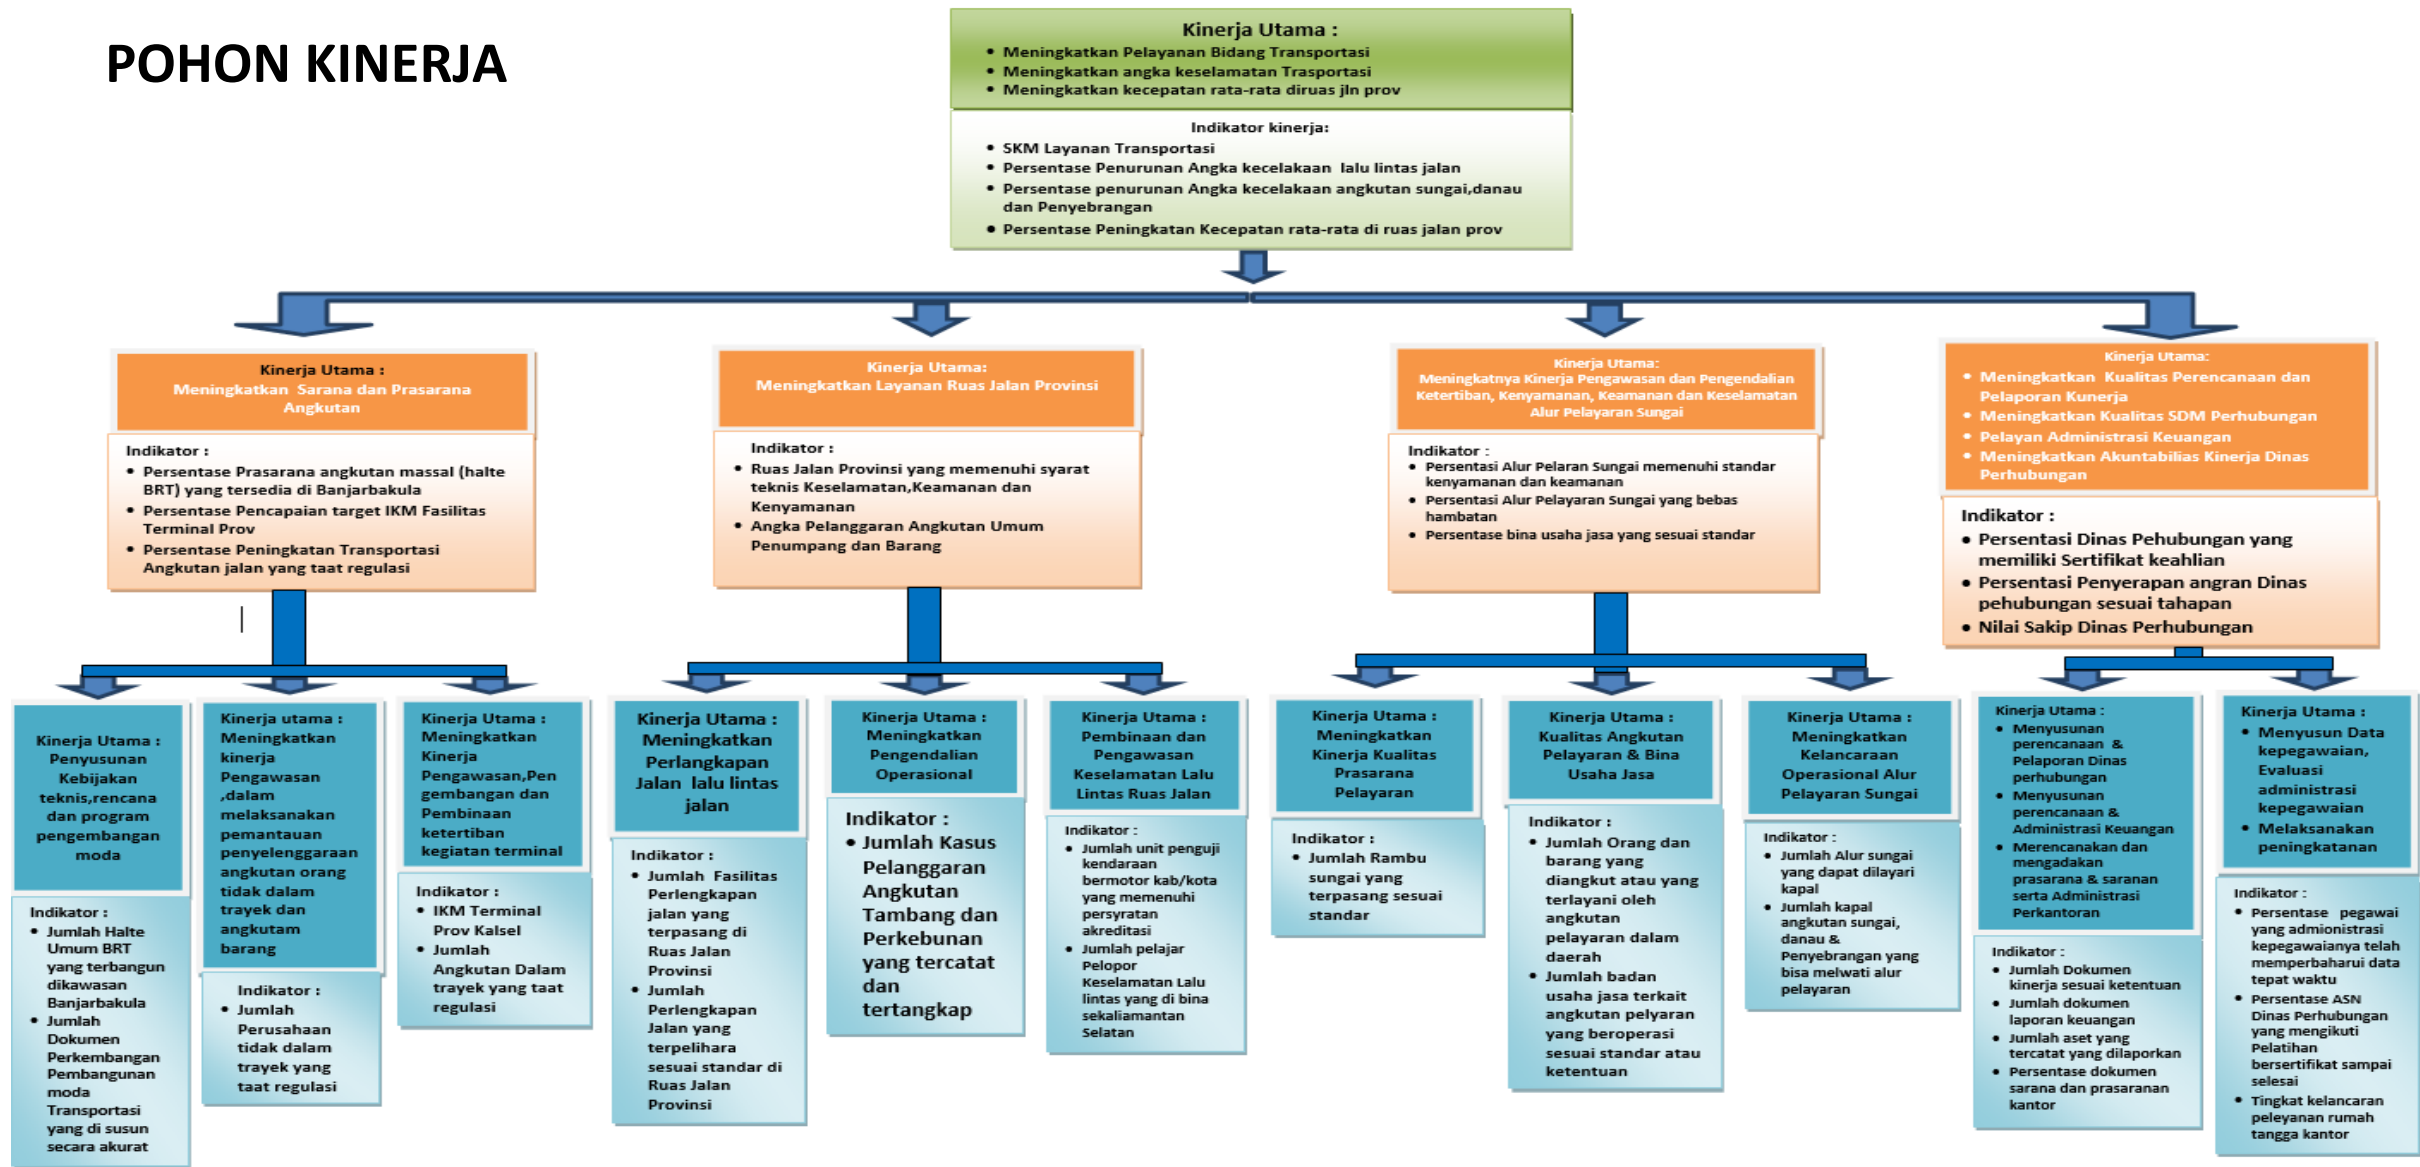 POHON KINERJA
Kinerja Utama :
• Meningkatkan Pelayanan Bidang Transportasi
• Meningkatkan angka keselamatan Trasportasi
• Meningkatkan kecepatan rata-rata diruas jln prov
Indikator kinerja:
• SKM Layanan Transportasi
• Persentase Penurunan Angka kecelakaan lalu lintas jalan
• Persentase penurunan Angka kecelakaan angkutan sungai,danau
dan Penyebrangan
• Persentase Peningkatan Kecepatan rata-rata di ruas jalan prov
Kinerja Utama :
Meningkatkan Sarana dan Prasarana
Angkutan
Indikator :
• Persentase Prasarana angkutan massal (halte
BRT) yang tersedia di Banjarbakula
• Persentase Pencapaian target IKM Fasilitas
Terminal Prov
• Persentase Peningkatan Transportasi
Angkutan jalan yang taat regulasi
Kinerja Utama:
Meningkatkan Layanan Ruas Jalan Provinsi
Indikator :
• Ruas Jalan Provinsi yang memenuhi syarat
teknis Keselamatan,Keamanan dan
Kenyamanan
• Angka Pelanggaran Angkutan Umum
Penumpang dan Barang
Kinerja Utama:
Meningkatnya Kinerja Pengawasan dan Pengendalian
Ketertiban, Kenyamanan, Keamanan dan Keselamatan
Alur Pelayaran Sungai
Indikator :
• Persentasi Alur Pelaran Sungai memenuhi standar
kenyamanan dan keamanan
• Persentasi Alur Pelayaran Sungai yang bebas
hambatan
• Persentase bina usaha jasa yang sesuai standar
Kinerja Utama:
• Meningkatkan Kualitas Perencanaan dan
Pelaporan Kunerja
• Meningkatkan Kualitas SDM Perhubungan
• Pelayan Administrasi Keuangan
• Meningkatkan Akuntabilias Kinerja Dinas
Perhubungan
Indikator :
• Persentasi Dinas Pehubungan yang
memiliki Sertifikat keahlian
• Persentasi Penyerapan angran Dinas
pehubungan sesuai tahapan
• Nilai Sakip Dinas Perhubungan
Kinerja Utama :
Penyusunan
Kebijakan
teknis,rencana
dan program
pengembangan
moda
Indikator :
• Jumlah Halte
Umum BRT
yang terbangun
dikawasan
Banjarbakula
• Jumlah
Dokumen
Perkembangan
Pembangunan
moda
Transportasi
yang di susun
secara akurat
Kinerja utama :
Meningkatkan
kinerja
Pengawasan
,dalam
melaksanakan
pemantauan
penyelenggaraan
angkutan orang
tidak dalam
trayek dan
angkutam
barang
Indikator :
• Jumlah
Perusahaan
tidak dalam
trayek yang
taat regulasi
Kinerja Utama :
Meningkatkan
Kinerja
Pengawasan,Pen
gembangan dan
Pembinaan
ketertiban
kegiatan terminal
Indikator :
• IKM Terminal
Prov Kalsel
• Jumlah
Angkutan Dalam
trayek yang taat
regulasi
Kinerja Utama :
Meningkatkan
Perlangkapan
Jalan lalu lintas
jalan
Indikator :
• Jumlah Fasilitas
Perlengkapan
jalan yang
terpasang di
Ruas Jalan
Provinsi
• Jumlah
Perlengkapan
Jalan yang
terpelihara
sesuai standar di
Ruas Jalan
Provinsi
Kinerja Utama :
Meningkatkan
Pengendalian
Operasional
Indikator :
• Jumlah Kasus
Pelanggaran
Angkutan
Tambang dan
Perkebunan
yang tercatat
dan
tertangkap
Kinerja Utama :
Pembinaan dan
Pengawasan
Keselamatan Lalu
Lintas Ruas Jalan
Indikator :
• Jumlah unit penguji
kendaraan
bermotor kab/kota
yang memenuhi
persyratan
akreditasi
• Jumlah pelajar
Pelopor
Keselamatan Lalu
lintas yang di bina
sekaliamantan
Selatan
Kinerja Utama :
Meningkatkan
Kinerja Kualitas
Prasarana
Pelayaran
Indikator :
• Jumlah Rambu
sungai yang
terpasang sesuai
standar
Kinerja Utama :
Kualitas Angkutan
Pelayaran & Bina
Usaha Jasa
Indikator :
• Jumlah Orang dan
barang yang
diangkut atau yang
terlayani oleh
angkutan
pelayaran dalam
daerah
• Jumlah badan
usaha jasa terkait
angkutan pelyaran
yang beroperasi
sesuai standar atau
ketentuan
Kinerja Utama :
Meningkatkan
Kelancaraan
Operasional Alur
Pelayaran Sungai
Indikator :
• Jumlah Alur sungai
yang dapat dilayari
kapal
• Jumlah kapal
angkutan sungai,
danau &
Penyebrangan yang
bisa melwati alur
pelayaran
Kinerja Utama :
• Menyusunan
perencanaan &
Pelaporan Dinas
perhubungan
• Menyusunan
perencanaan &
Administrasi Keuangan
• Merencanakan dan
mengadakan
prasarana & saranan
serta Administrasi
Perkantoran
Indikator :
• Jumlah Dokumen
kinerja sesuai ketentuan
• Jumlah dokumen
laporan keuangan
• Jumlah aset yang
tercatat yang dilaporkan
• Persentase dokumen
sarana dan prasaranan
kantor
Kinerja Utama :
• Menyusun Data
kepegawaian,
Evaluasi
administrasi
kepegawaian
• Melaksanakan
peningkatanan
Indikator :
• Persentase pegawai
yang admionistrasi
kepegawaianya telah
memperbaharui data
tepat waktu
• Persentase ASN
Dinas Perhubungan
yang mengikuti
Pelatihan
bersertifikat sampai
selesai
• Tingkat kelancaran
peleyanan rumah
tangga kantor